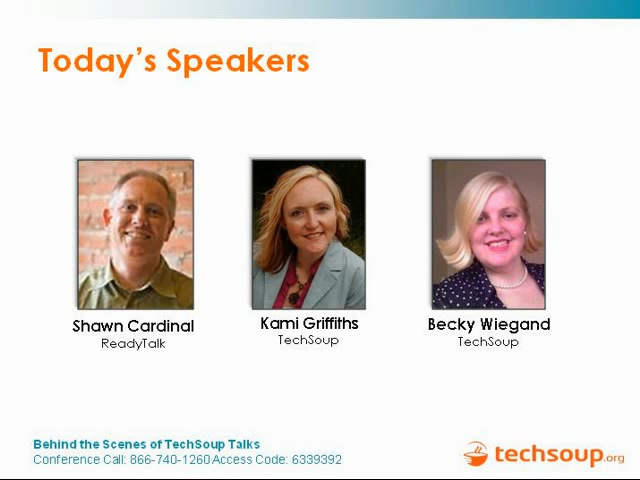 Today’s Speakers
Shawn Cardinal
ReadyTalk
Kami Griffiths
TechSoup
Becky Wiegand
TechSoup
Behind the Scenes of TechSoup Talks
Conference Call: 866-740-1260 Access Code: 6339392
techsoup.org